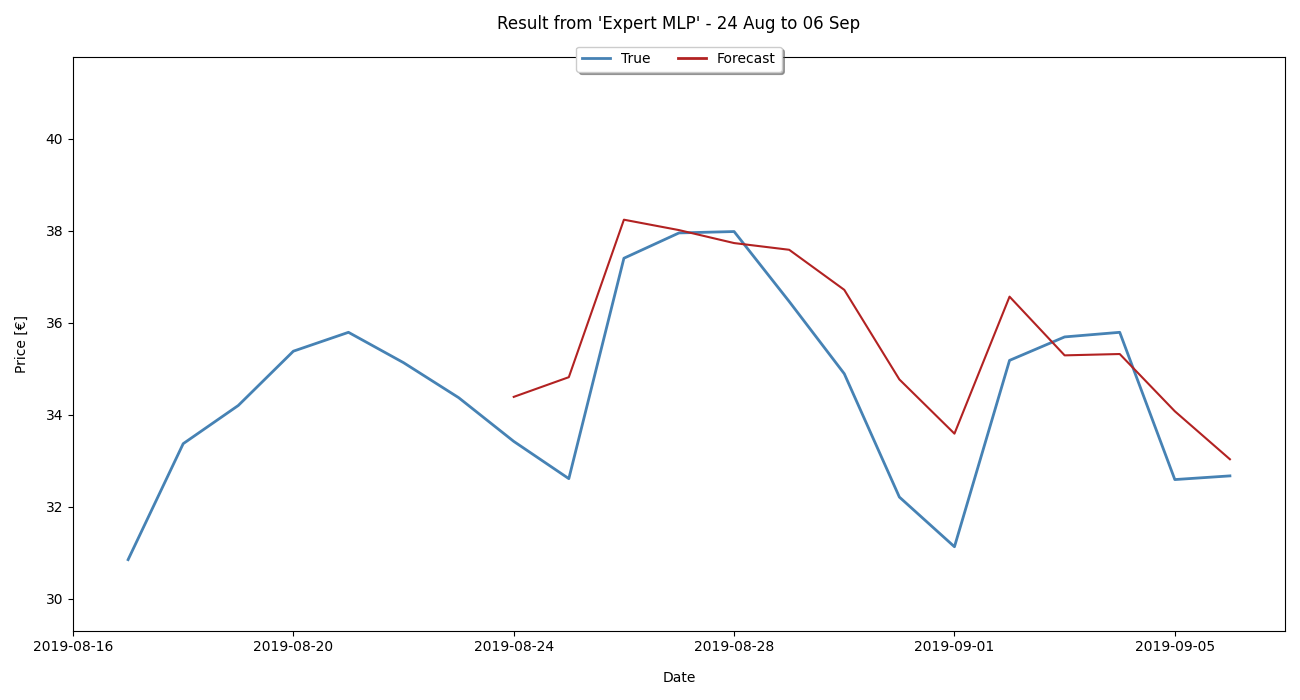 Result from 'Expert MLP' - 24 Aug to 06 Sep
True Forecast
Price [€]
40
38
36
34
32
30
2019-08-16 2019-08-20 2019-08-24 2019-08-28 2019-09-01 2019-09-05
Date